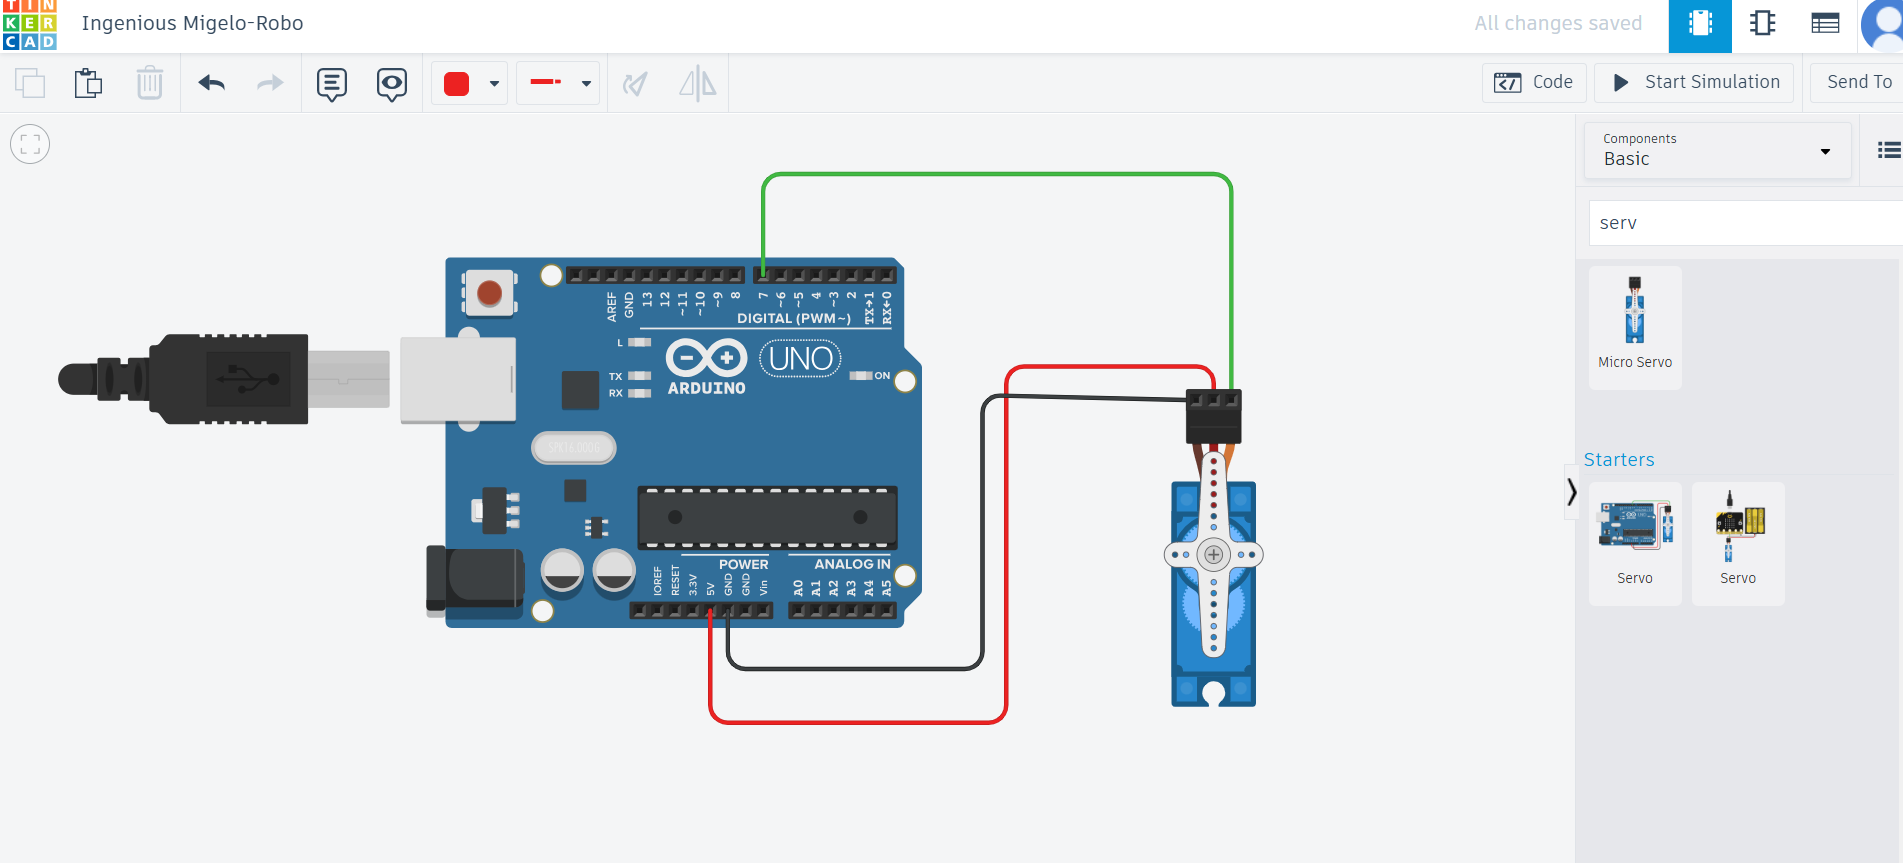 TIN
KER
CAD
Ingenious Migelo-Robo
All changes saved
Code
Start Simulation
Send To
Components
Basic
serv
Micro Servo
Starters
Servo
Servo
AREF
GND
13
12
~11
~10
~9
8
7
~6
~5
4
~3
2
TX→1
RX←0
DIGITAL (PWM~)
L
TX
RX
ARDUINO
UNO
ON
SPK16.000G
POWER
ANALOG IN
IOREF
RESET
3.3V
5V
GND
GND
Vin
A0
A1
A2
A3
A4
A5